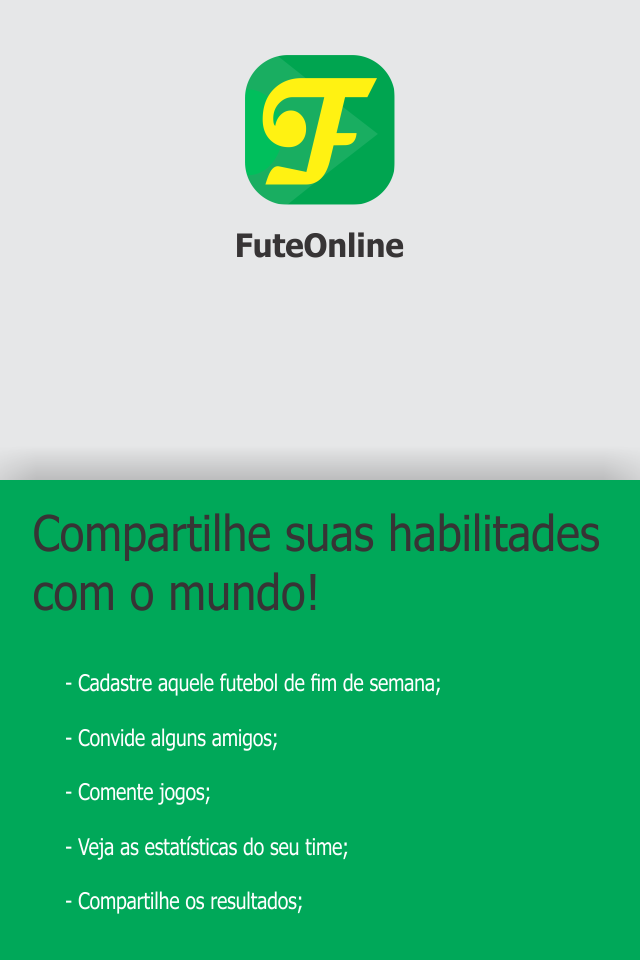 F
FuteOnline
Compartilhe suas habilitades
com o mundo!
- Cadastre aquele futebol de fim de semana;
- Convide alguns amigos;
- Comente jogos;
- Veja as estatísticas do seu time;
- Compartilhe os resultados;